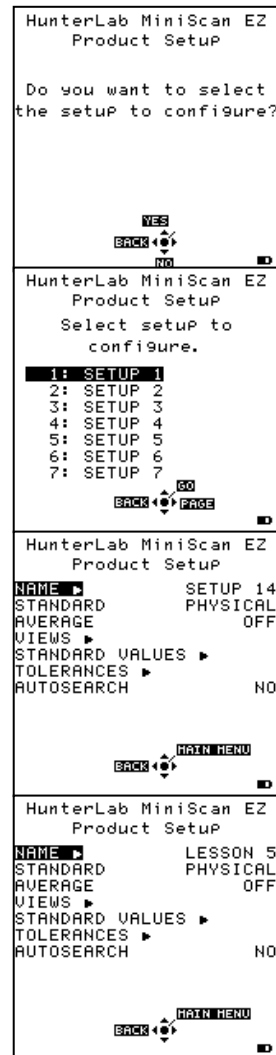 HunterLab MiniScan EZ
Product Setup
Do you want to select
the setup to configure?
YES
BACK
NO
HunterLab MiniScan EZ
Product Setup
Select setup to
configure.
1: SETUP 1
2: SETUP 2
3: SETUP 3
4: SETUP 4
5: SETUP 5
6: SETUP 6
7: SETUP 7
GO
BACK PAGE
HunterLab MiniScan EZ
Product Setup
NAME ▶ SETUP 14
STANDARD PHYSICAL
AVERAGE OFF
VIEWS ▶
STANDARD VALUES ▶
TOLERANCES ▶
AUTOSEARCH NO
MAIN MENU
BACK
HunterLab MiniScan EZ
Product Setup
NAME ▶ LESSON 5
STANDARD PHYSICAL
AVERAGE OFF
VIEWS ▶
STANDARD VALUES ▶
TOLERANCES ▶
AUTOSEARCH NO
MAIN MENU
BACK